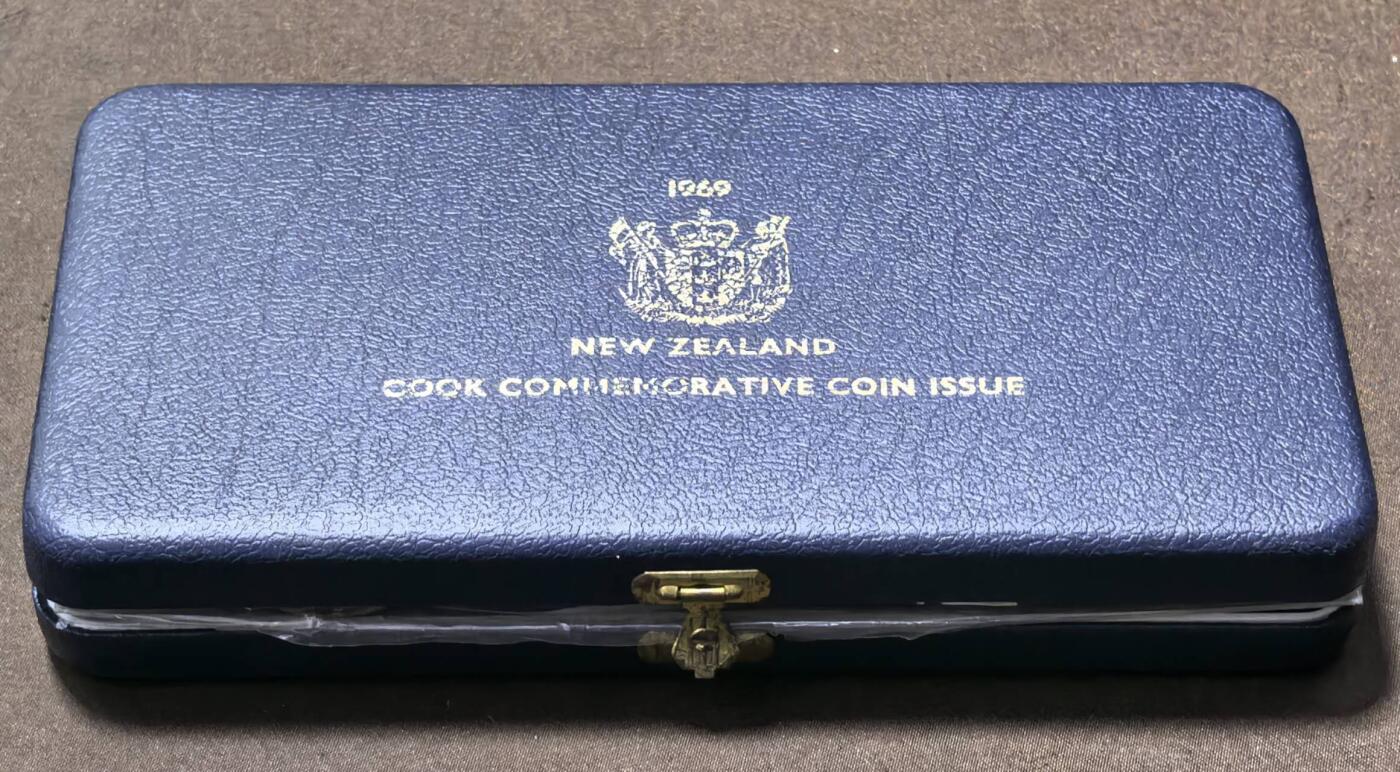 1969
NEW ZEALAND
COOK COMMEMORATIVE COIN ISSUE